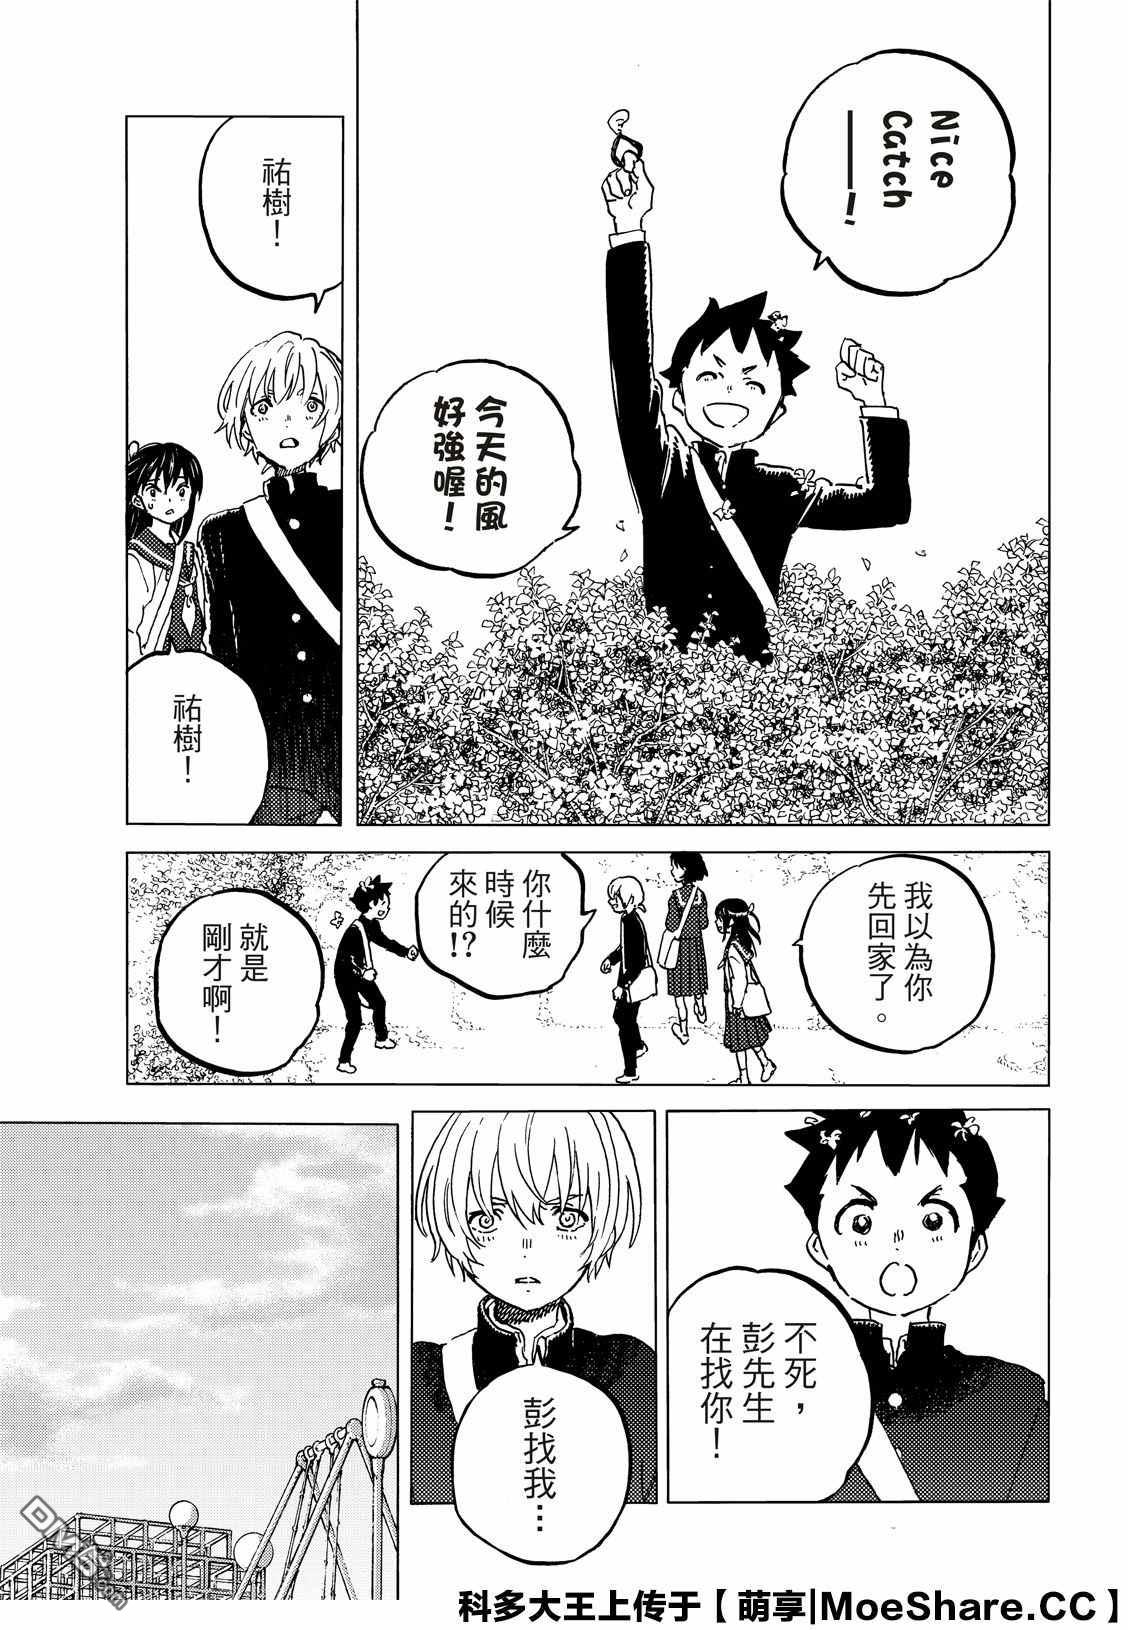 Nice
Catch
——!
今天的風
好強喔!
祐樹!
祐樹!
我以為你
先回家了。
你什麼
時候
來的!?
就是
剛才啊!
不死,
彭先生
在找你!
彭找我…
科多大王上传于【萌享|MoeShare.CC】